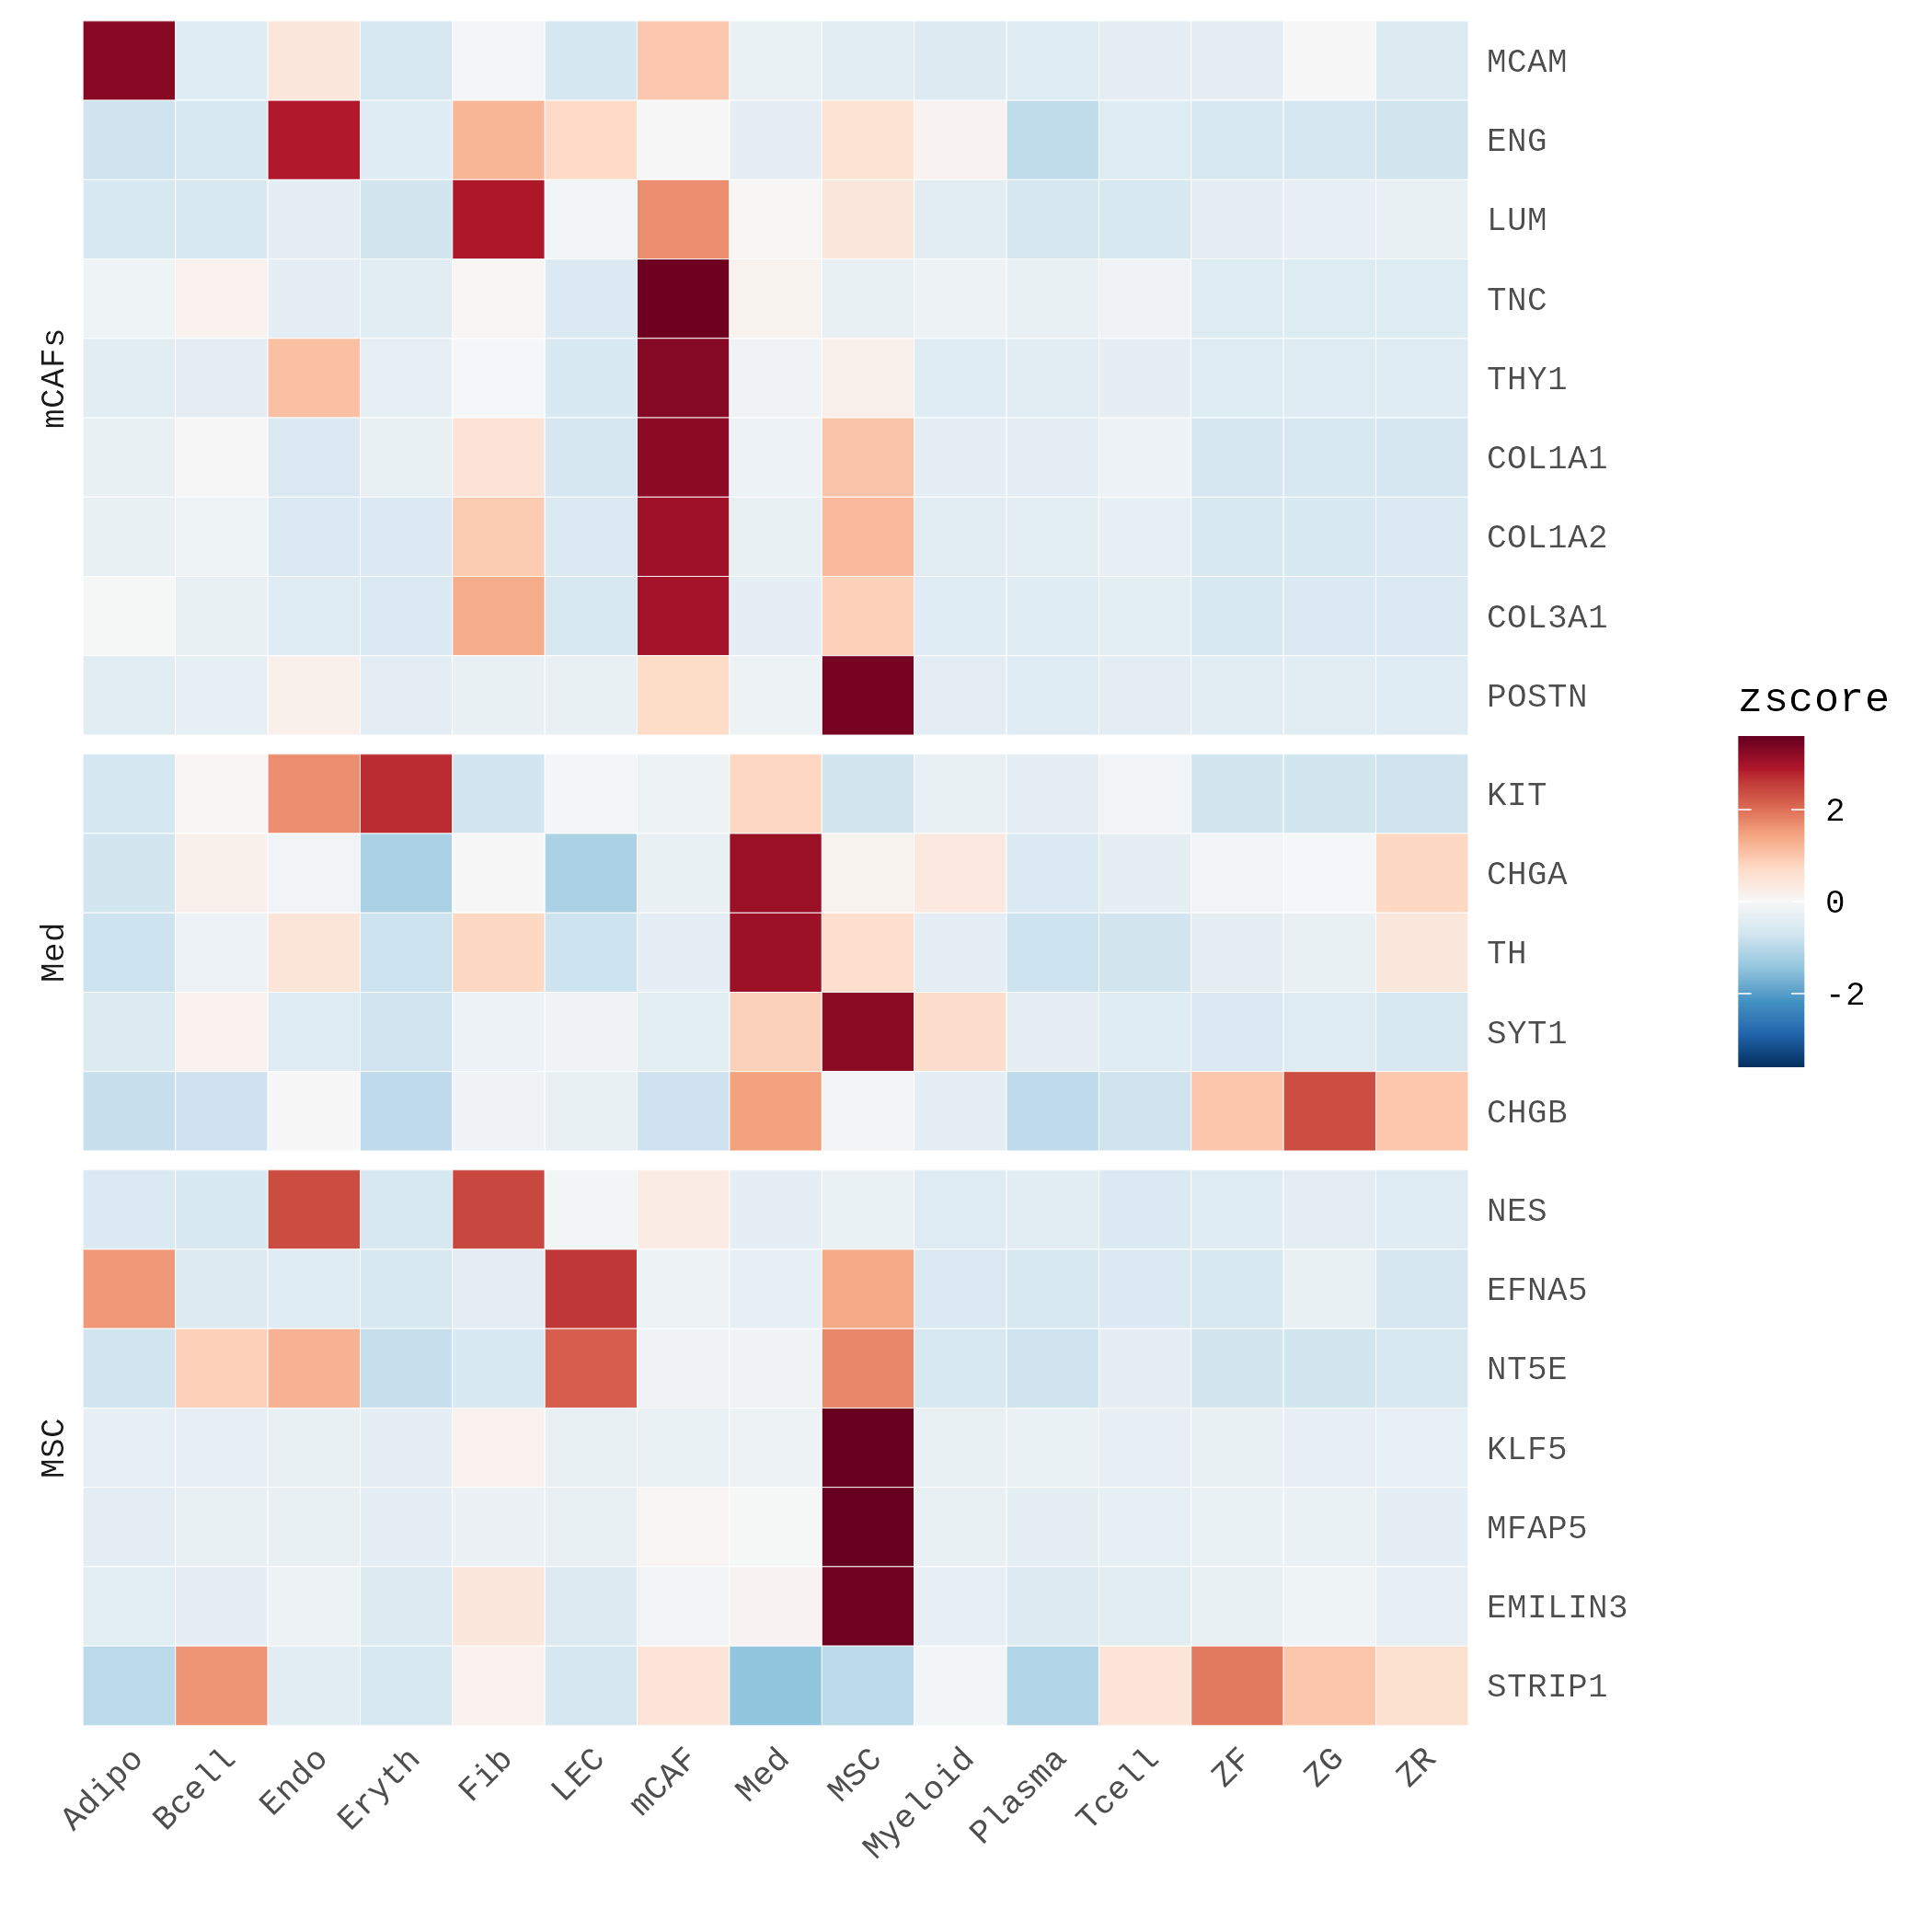 mCAFs
MCAM
ENG
LUM
TNC
THY1
COL1A1
COL1A2
COL3A1
POSTN
Med
KIT
CHGA
TH
SYT1
CHGB
MSC
NES
EFNA5
NT5E
KLF5
MFAP5
EMILIN3
STRIP1
Adipo
Bcell
Endo
Eryth
Fib
LEC
mCAF
Med
MSC
Myeloid
Plasma
Tcell
ZF
ZG
ZR
zscore
2
0
-2